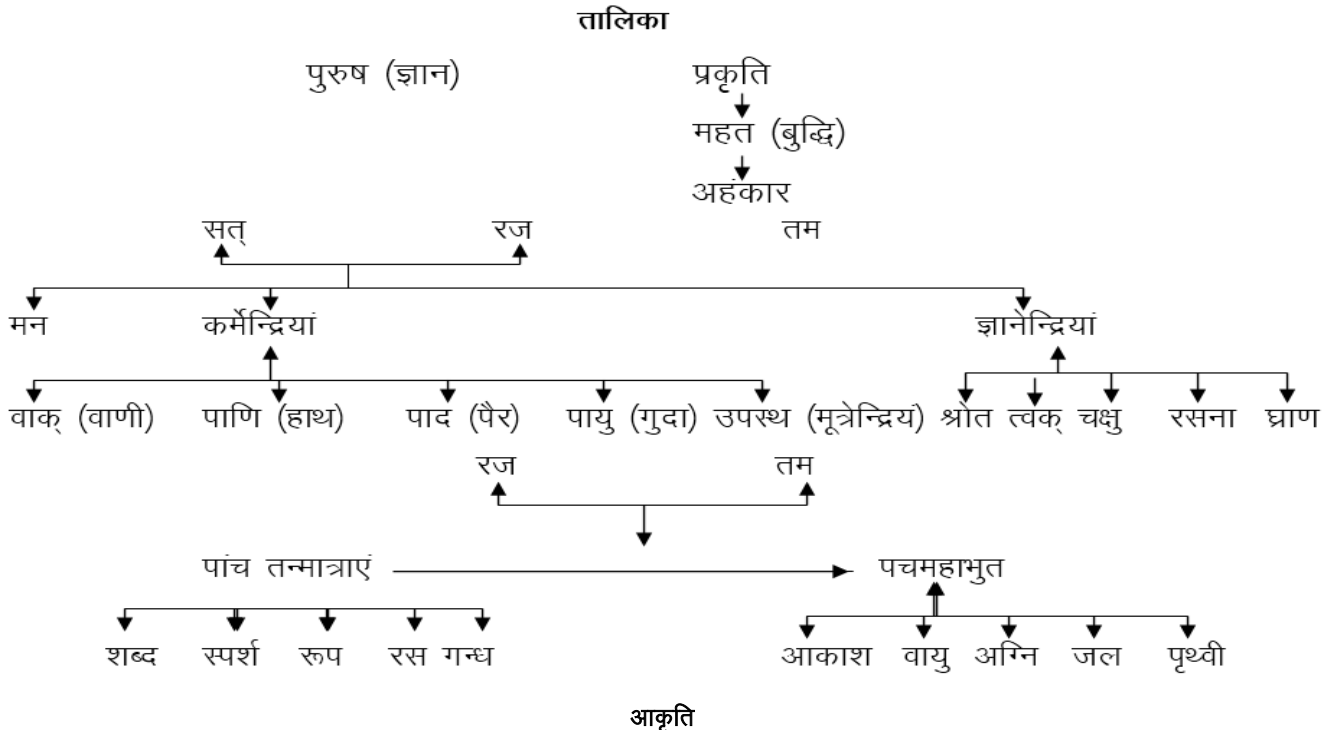 तालिका
पुरुष (ज्ञान) प्रकृति
महत (बुद्धि)
अहंकार
सत् रज तम
मन कर्मेन्द्रियां ज्ञानेन्द्रियां
वाक् (वाणी) पाणि (हाथ) पाद (पैर) पायु (गुदा) उपस्थ (मूत्रेन्द्रिय) श्रोत त्वक् चक्षु रसना घ्राण
रज तम
पांच तन्मात्राएं पचमहाभुत
शब्द स्पर्श रूप रस गन्ध आकाश वायु अग्नि जल पृथ्वी
आकृति